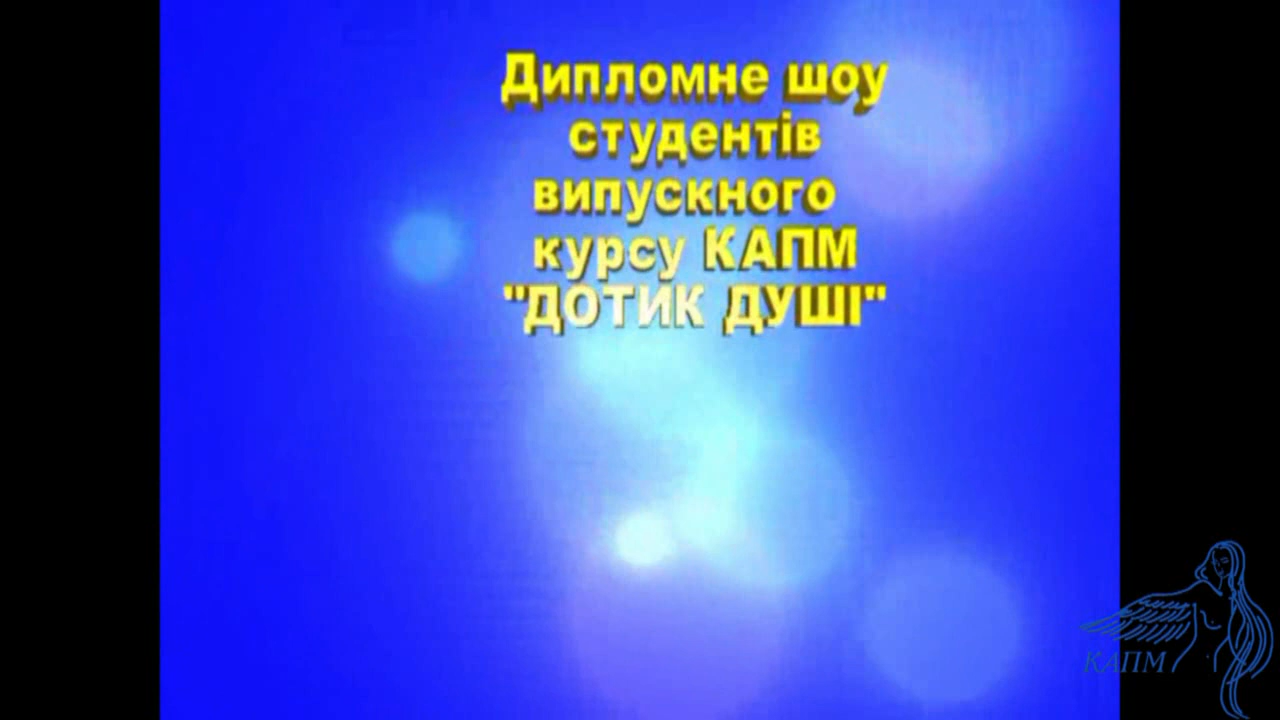 Дипломне шоу
студентів
випускного
курсу КАПМ
"ДОТИК ДУШІ"
КАПМ